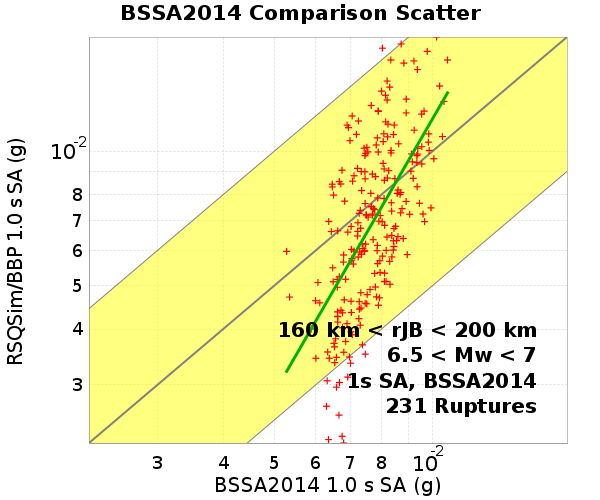 BSSA2014 Comparison Scatter
RSQSim/BBP 1.0 s SA (g)
10-2
8
7
6
5
4
3
160 km < rJB < 200 km
6.5 < Mw < 7
1s SA, BSSA2014
231 Ruptures
3 4 5 6 7 8 10-2
BSSA2014 1.0 s SA (g)